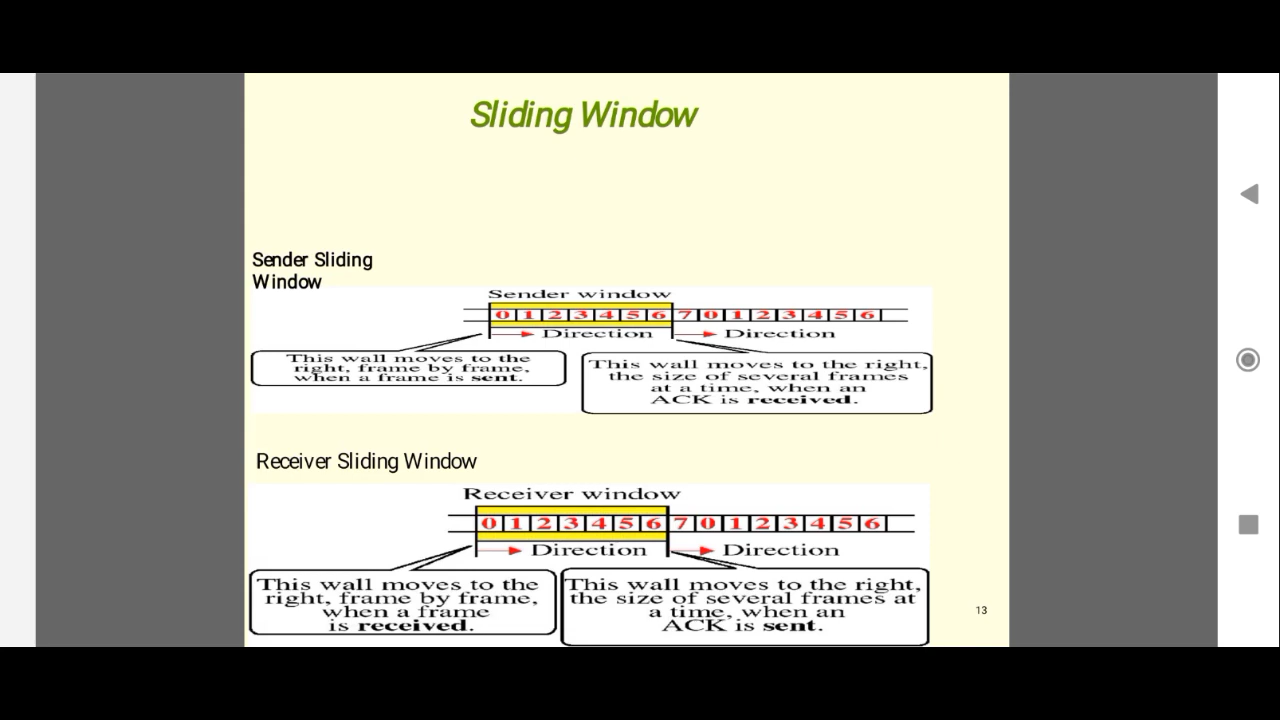 Sliding Window
Sender Sliding
Window
Sender window
0 1 2 3 4 5 6 7 0 1 2 3 4 5 6
Direction Direction
This wall moves to the
right, frame by frame,
when a frame is sent.
This wall moves to the right,
the size of several frames
at a time, when an
ACK is received.
Receiver Sliding Window
Receiver window
0 1 2 3 4 5 6 7 0 1 2 3 4 5 6
Direction Direction
This wall moves to the
right, frame by frame,
when a frame
is received.
This wall moves to the right,
the size of several frames at
a time, when an
ACK is sent.
13